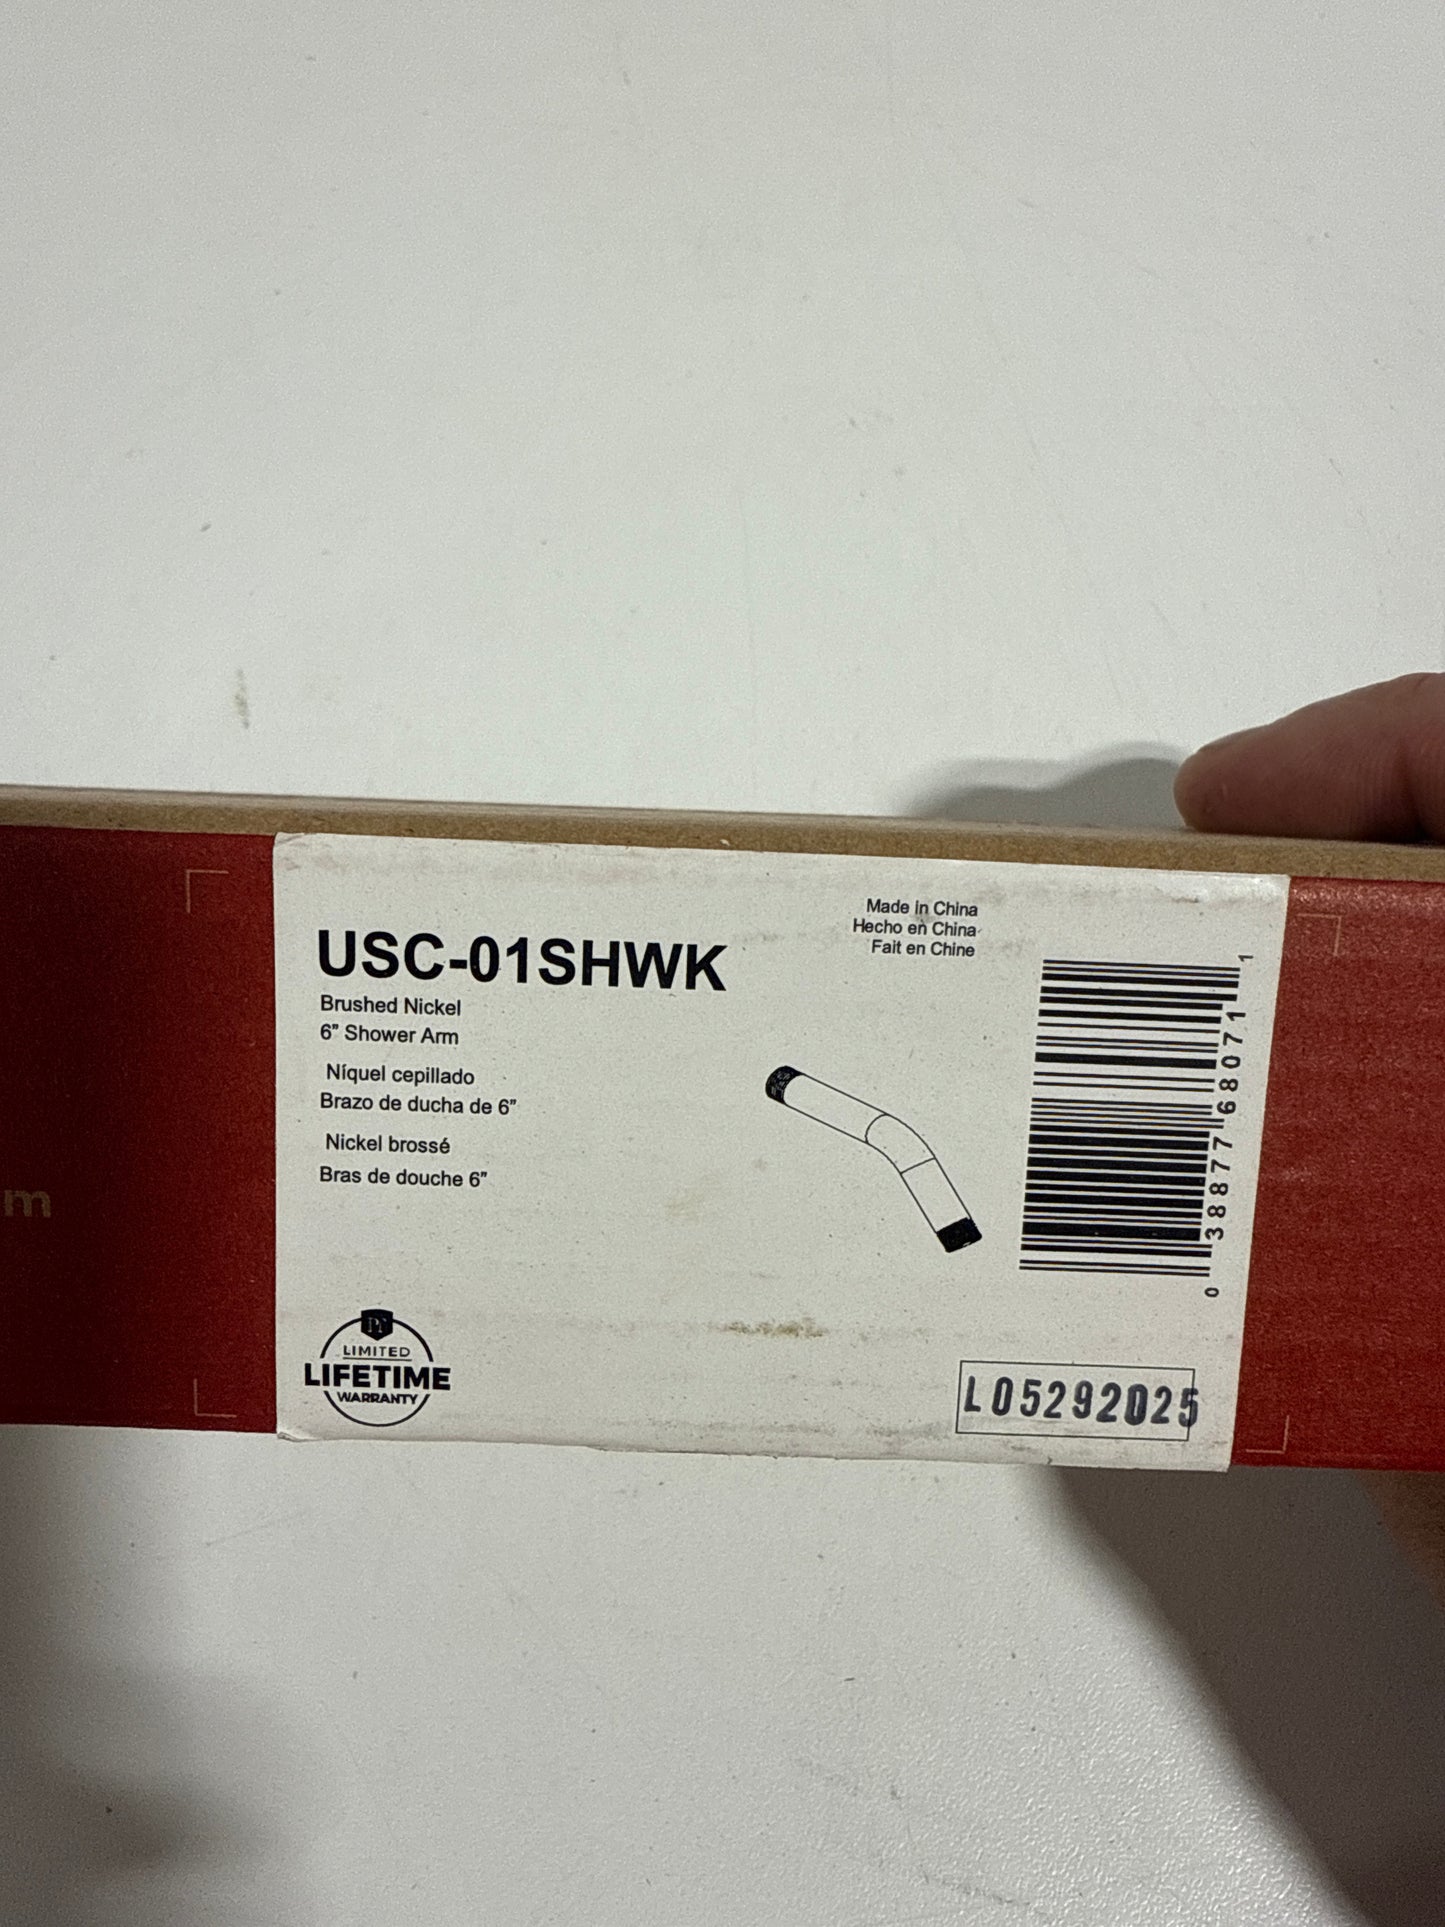 USC-01SHWK
Brushed Nickel
6” Shower Arm
Níquel cepillado
Brazo de ducha de 6”
Nickel brossé
Bras de douche 6”
Made in China
Hecho en China
Fait en Chine
0 38877 68071 1
m
LIMITED
LIFETIME
WARRANTY
L05292025